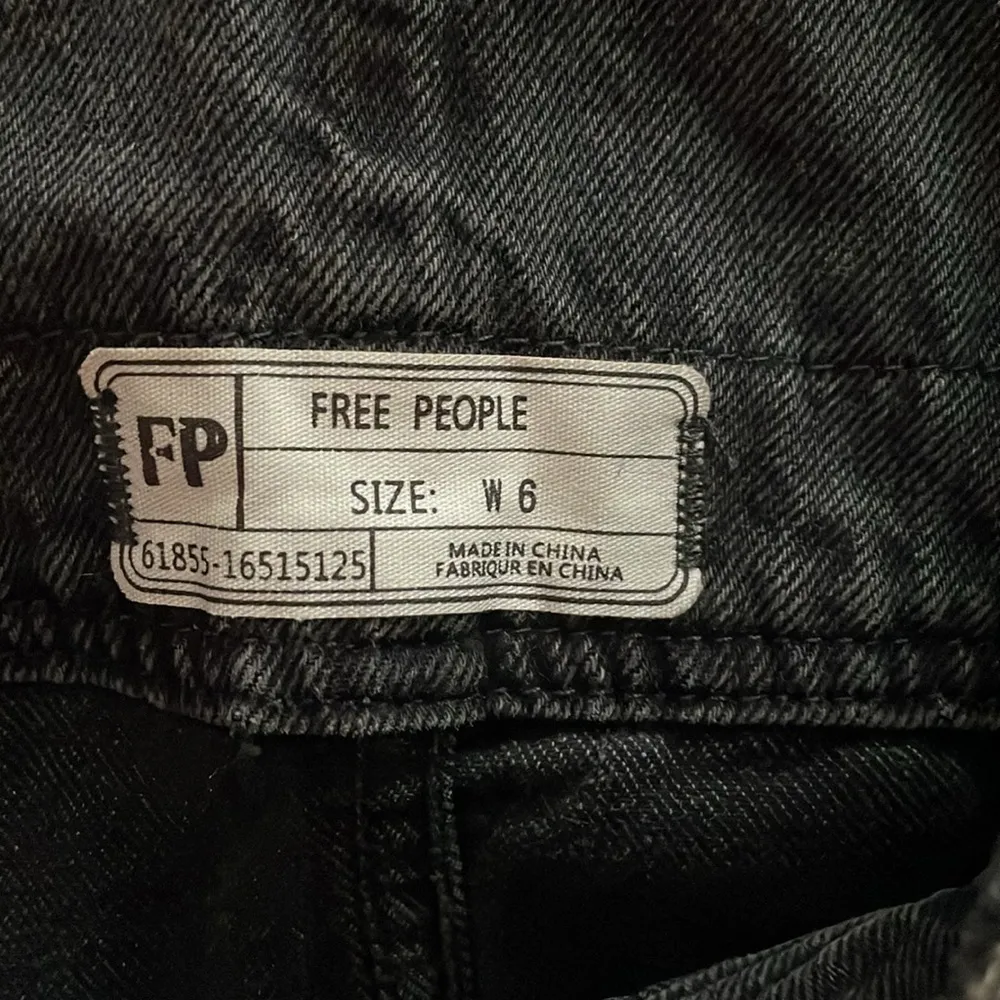 FP
FREE PEOPLE
SIZE: W 6
61855-16515125
MADE IN CHINA
FABRIQUR EN CHINA